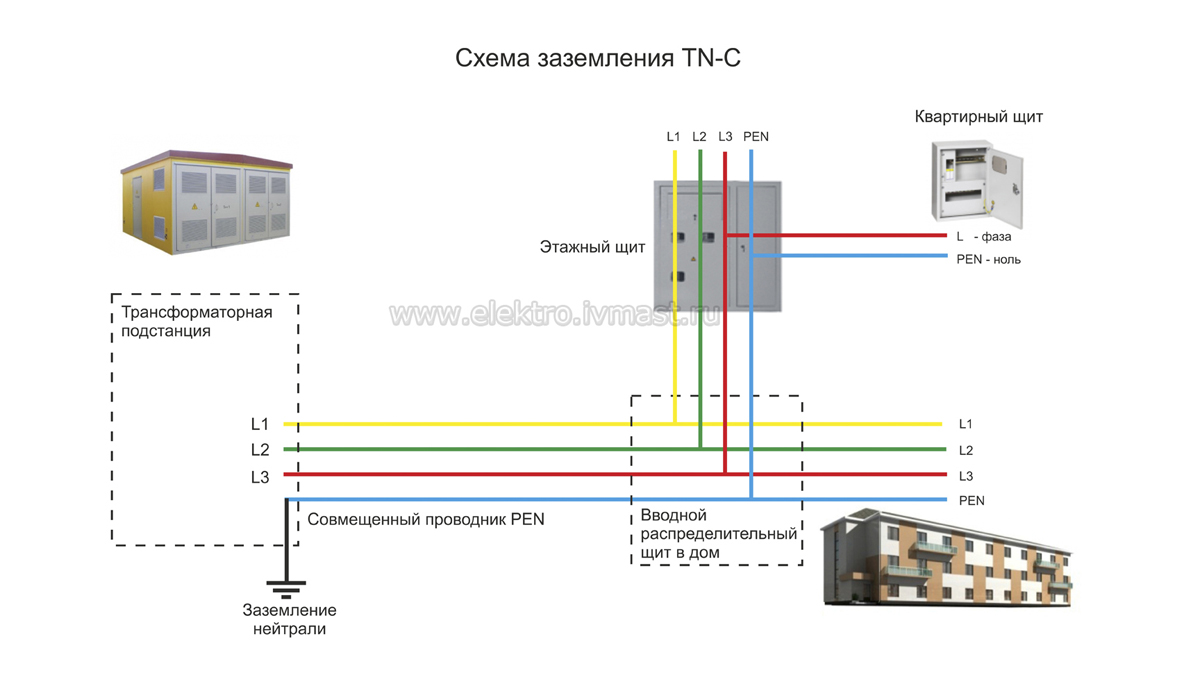 Схема заземления TN-C
Квартирный щит
L1 L2 L3 PEN
Этажный щит
L - фаза
PEN - ноль
www.elektro.ivmast.ru
Трансформаторная
подстанция
L1
L2
L3
L1
L2
L3
PEN
Совмещенный проводник PEN
Вводной
распределительный
щит в дом
Заземление
нейтрали